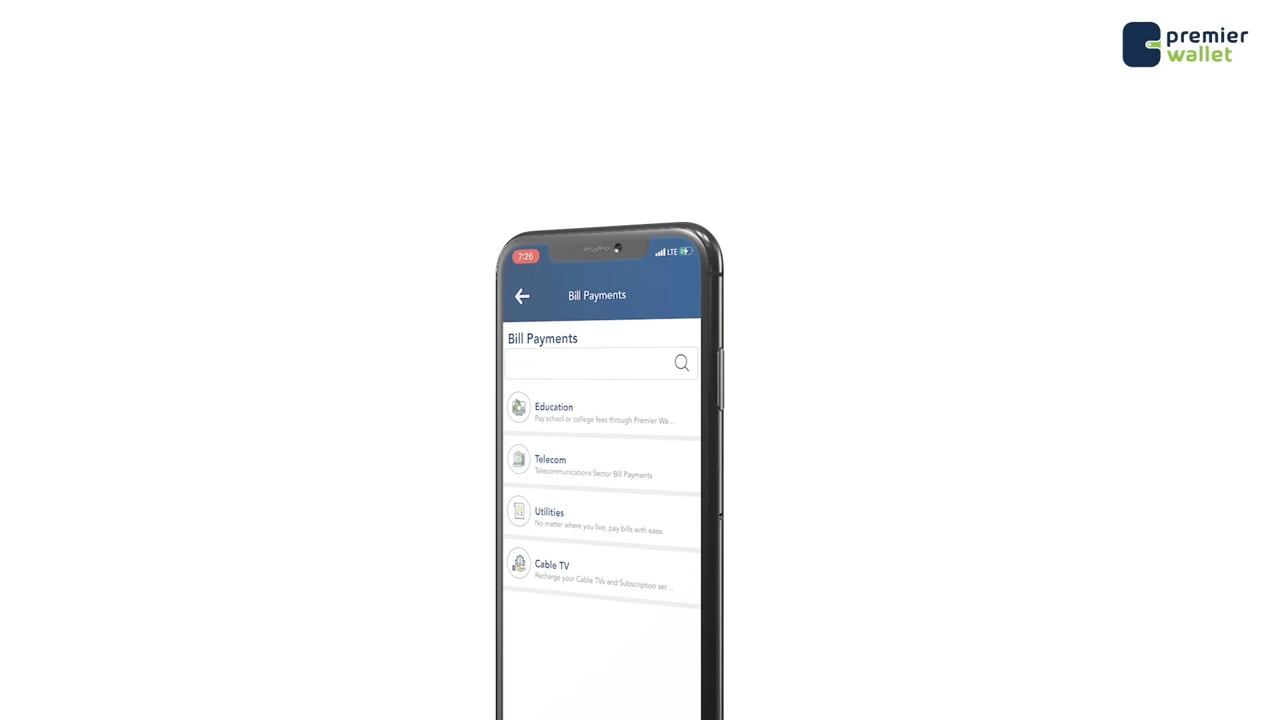 premier
wallet
7:26
LTE
Bill Payments
Bill Payments
Education
Pay school or college fees through Premier Wa...
Telecom
Telecommunications Sector Bill Payments
Utilities
No matter where you live, pay bills with ease.
Cable TV
Recharge your Cable TVs and Subscription ser...